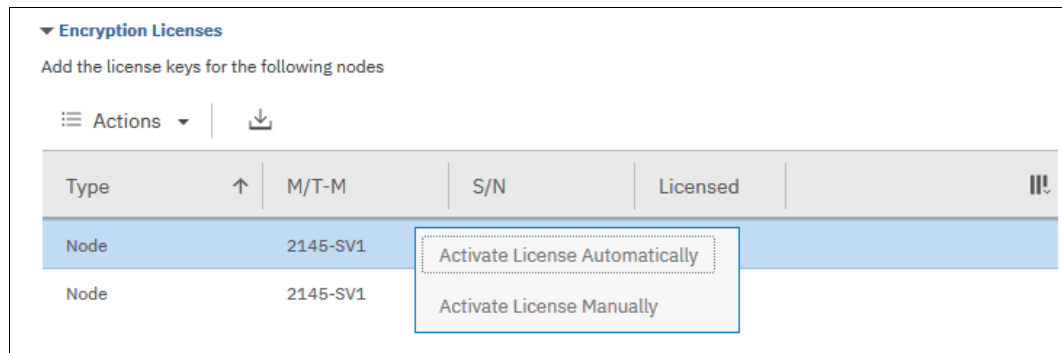 Encryption Licenses
Add the license keys for the following nodes
Actions
Type M/T-M S/N Licensed
Node 2145-SV1 Activate License Automatically
Node 2145-SV1 Activate License Manually